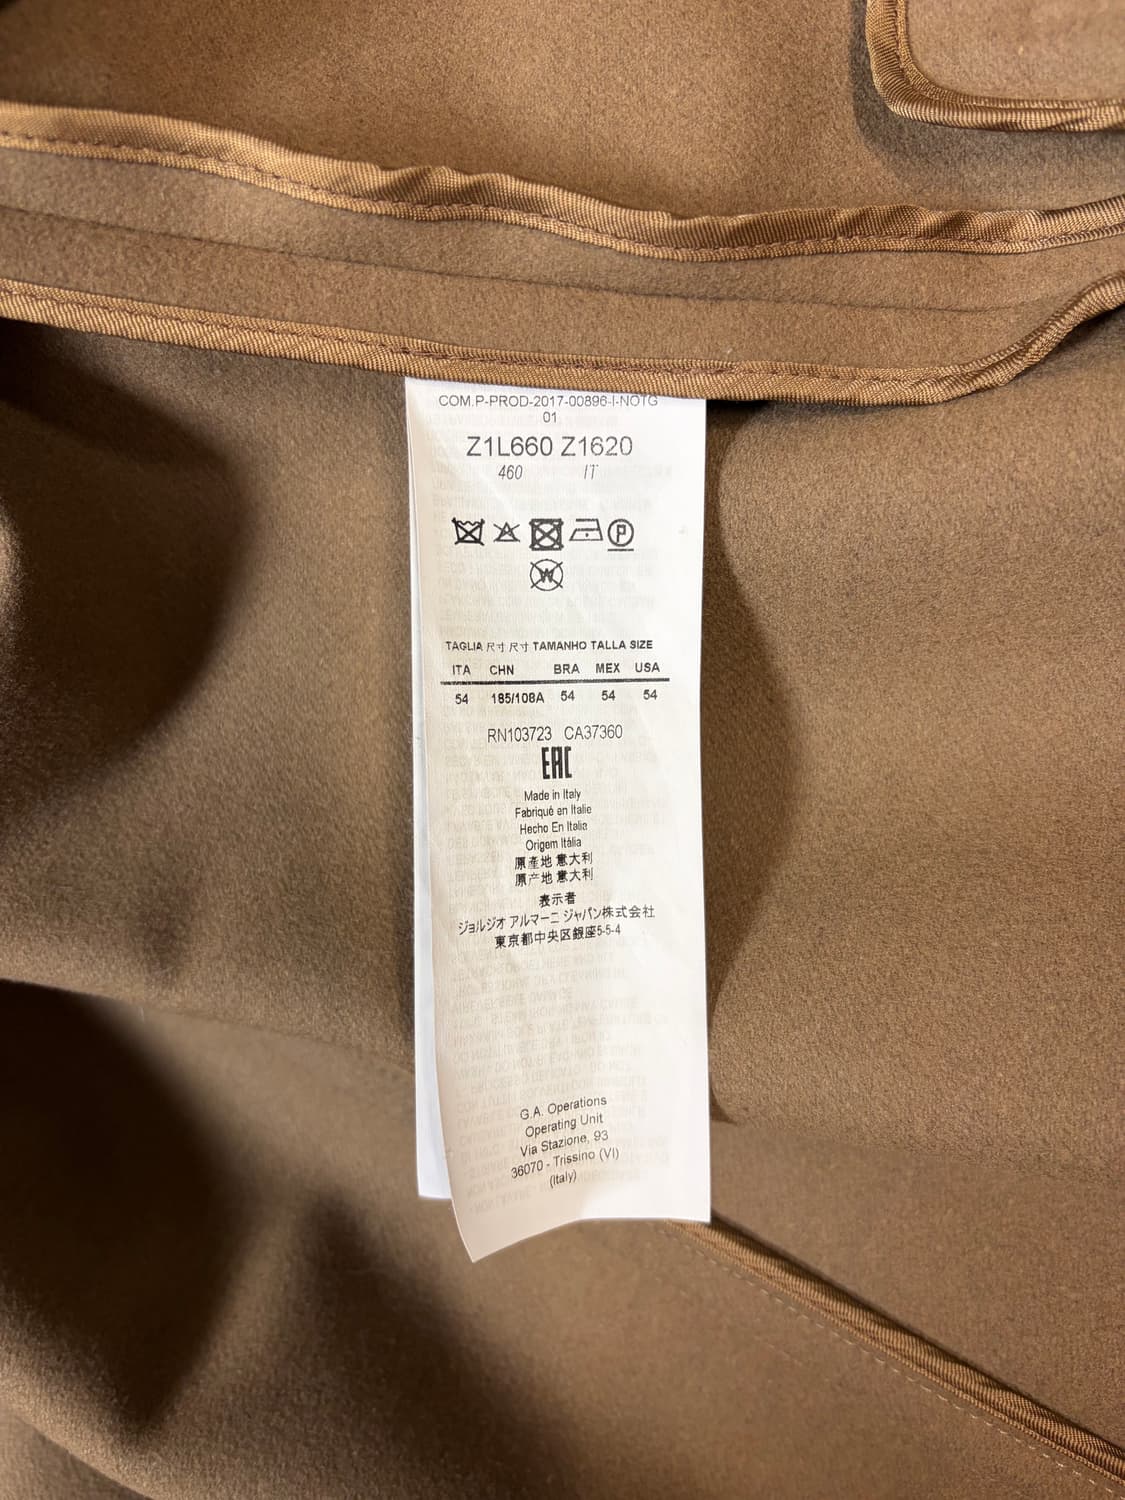 COM.P-PROD-2017-00896-I-NOTG
01
Z1L660 Z1620
460 IT
P
W
TAGLIA 尺寸 尺寸 TAMANHO TALLA SIZE
ITA CHN BRA MEX USA
54 185/108A 54 54 54
RN103723 CA37360
EAC
Made in Italy
Fabriqué en Italie
Hecho En Italia
Origem Itália
原產地 意大利
原产地 意大利
表示者
ジョルジオ アルマーニ ジャパン株式会社
東京都中央区銀座5-5-4
G.A. Operations
Operating Unit
Via Stazione, 93
36070 - Trissino (VI)
(Italy)